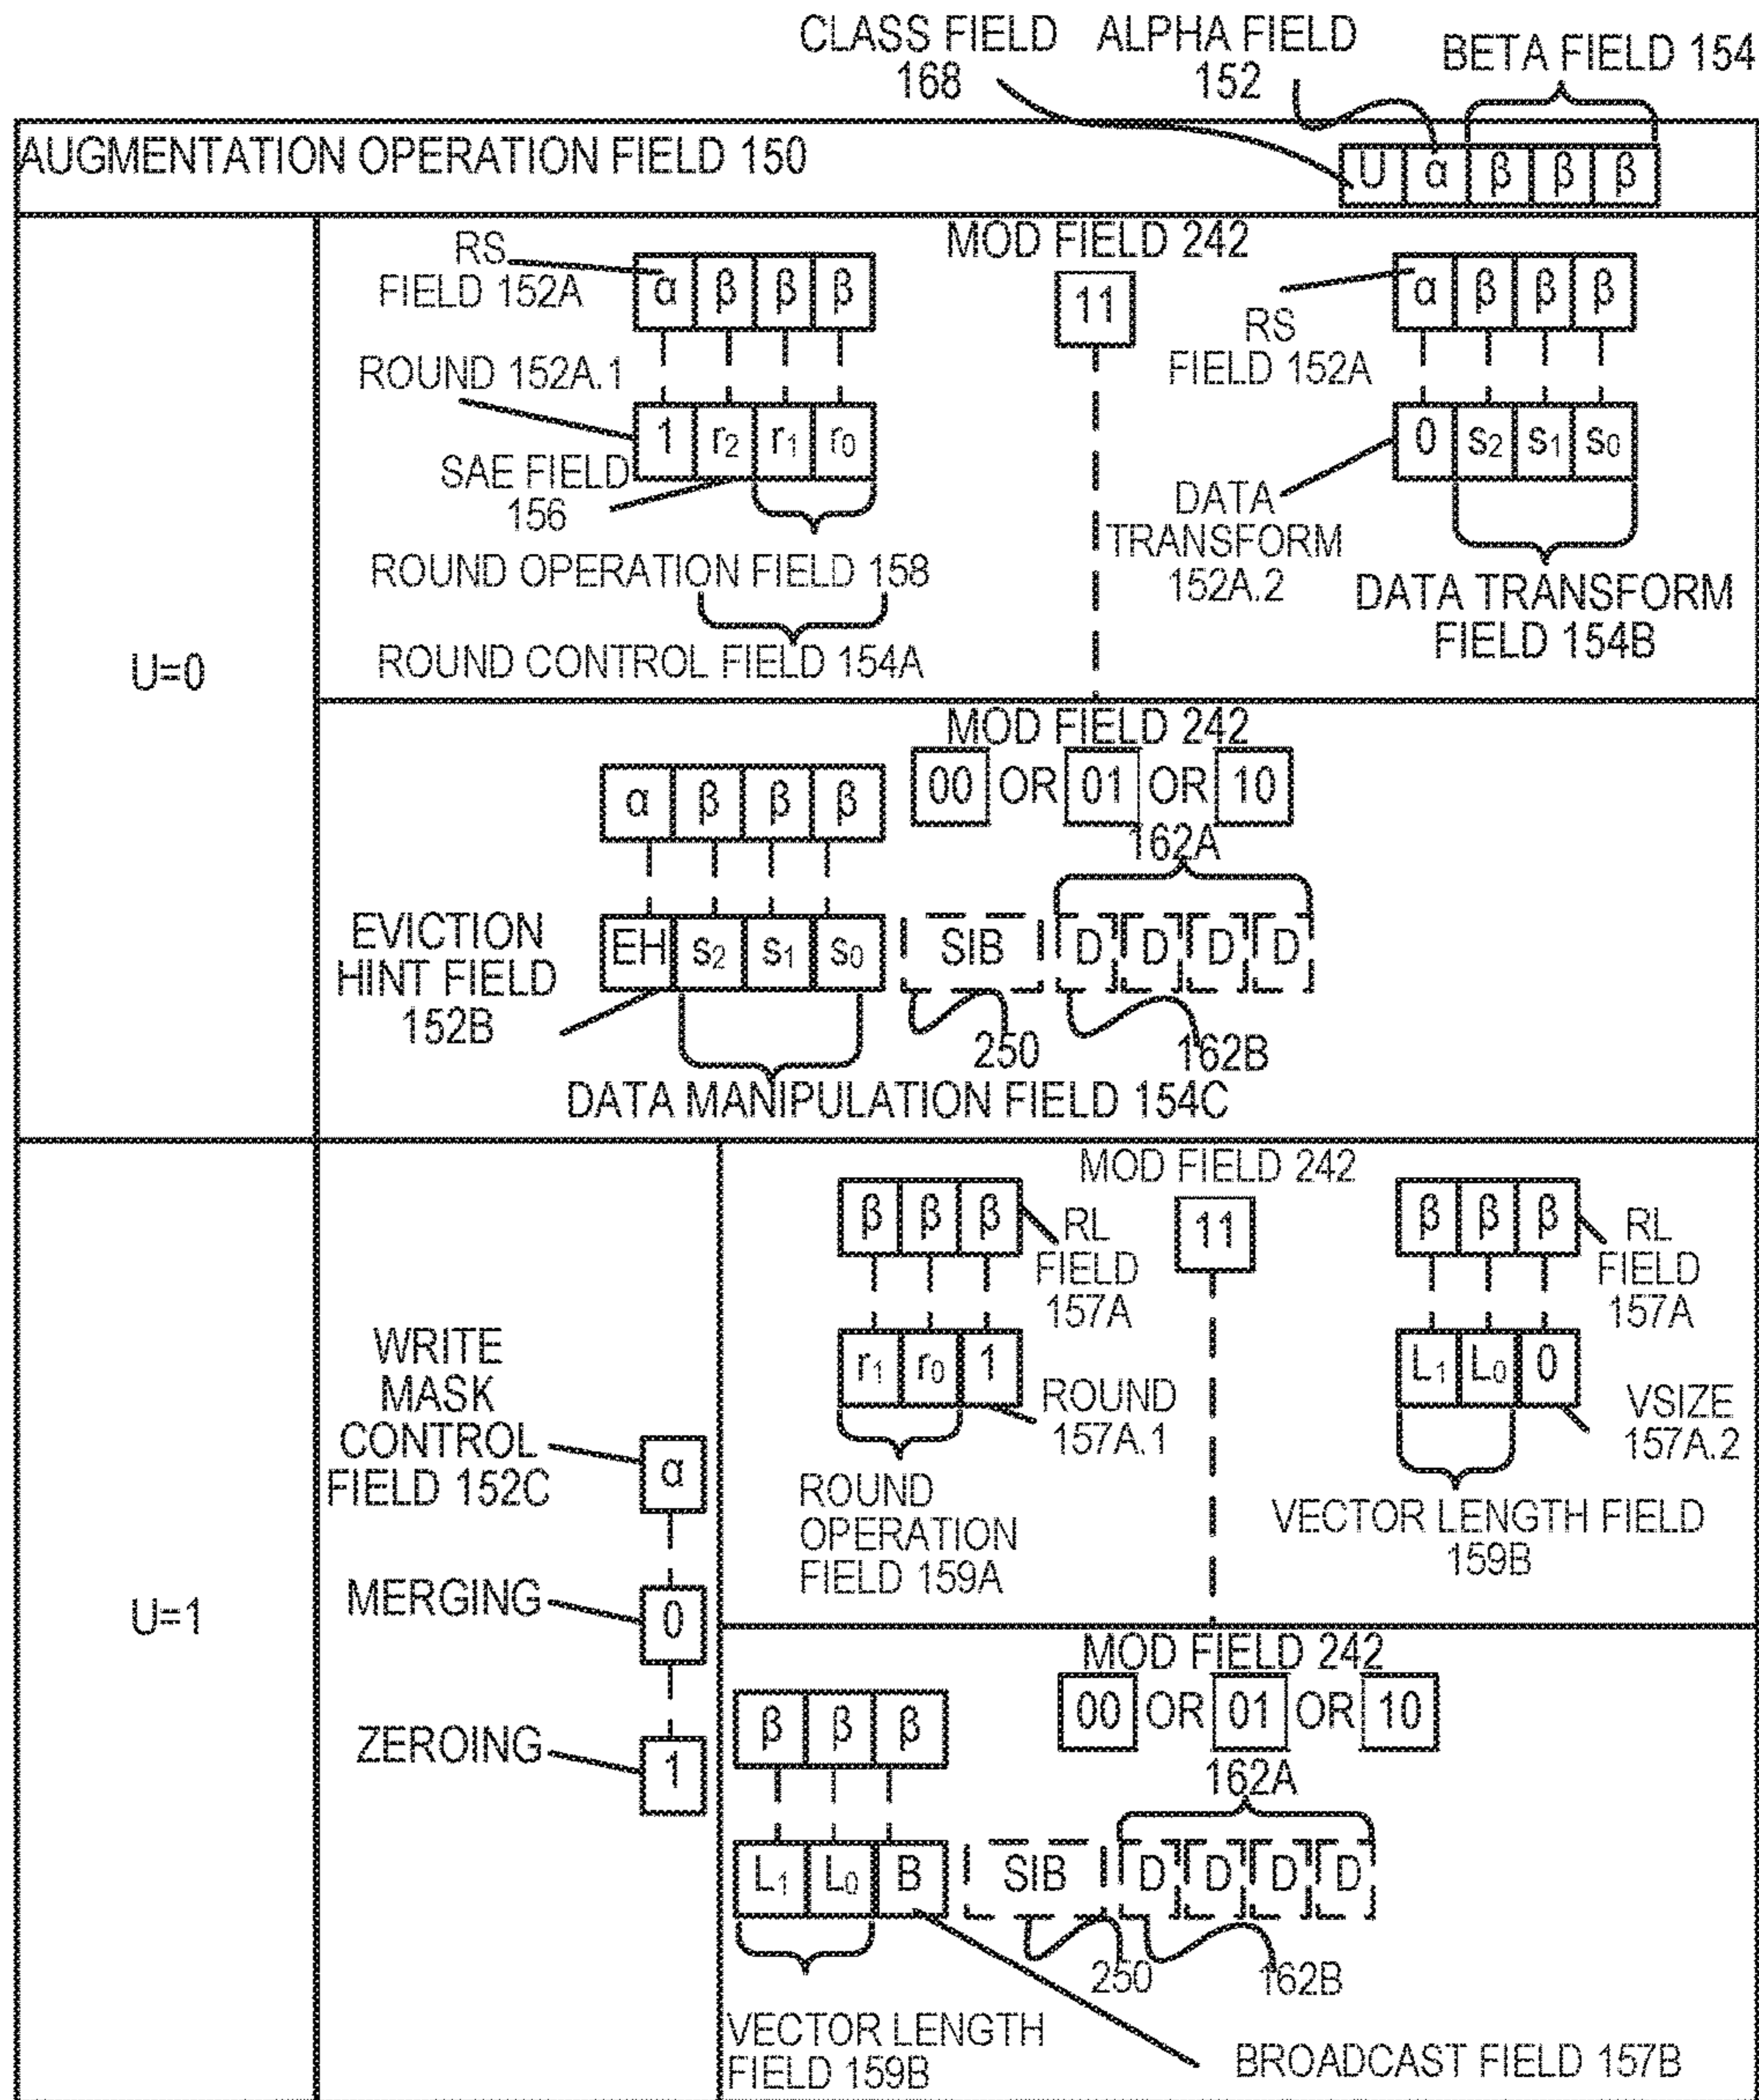 CLASS FIELD
168
ALPHA FIELD
152
BETA FIELD 154
AUGMENTATION OPERATION FIELD 150
U α β β β
U=0
MOD FIELD 242
11
RS
FIELD 152A
α β β β
ROUND 152A.1
1 r2 r1 r0
SAE FIELD
156
ROUND OPERATION FIELD 158
ROUND CONTROL FIELD 154A
α β β β
RS
FIELD 152A
0 s2 s1 s0
DATA
TRANSFORM
152A.2
DATA TRANSFORM
FIELD 154B
MOD FIELD 242
00 OR 01 OR 10
α β β β
162A
EVICTION
HINT FIELD
152B
EH s2 s1 s0 SIB D D D D
250
162B
DATA MANIPULATION FIELD 154C
U=1
WRITE
MASK
CONTROL
FIELD 152C
α
MERGING
0
ZEROING
1
MOD FIELD 242
11
β β β
RL
FIELD
157A
r1 r0 1
ROUND
157A.1
ROUND
OPERATION
FIELD 159A
β β β
RL
FIELD
157A
L1 L0 0
VSIZE
157A.2
VECTOR LENGTH FIELD
159B
MOD FIELD 242
00 OR 01 OR 10
β β β
162A
L1 L0 B SIB D D D D
250
162B
VECTOR LENGTH
FIELD 159B
BROADCAST FIELD 157B